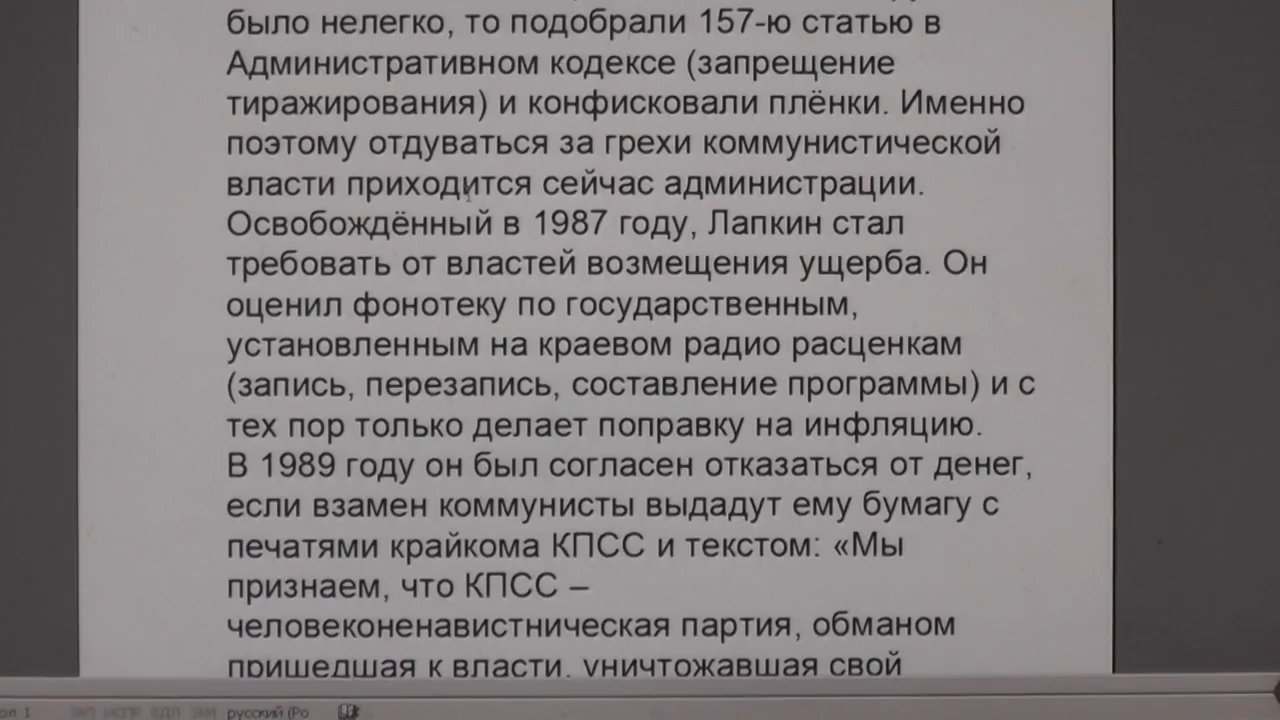 было нелегко, то подобрали 157-ю статью в
Административном кодексе (запрещение
тиражирования) и конфисковали плёнки. Именно
поэтому отдуваться за грехи коммунистической
власти приходится сейчас администрации.
Освобождённый в 1987 году, Лапкин стал
требовать от властей возмещения ущерба. Он
оценил фонотеку по государственным,
установленным на краевом радио расценкам
(запись, перезапись, составление программы) и с
тех пор только делает поправку на инфляцию.
В 1989 году он был согласен отказаться от денег,
если взамен коммунисты выдадут ему бумагу с
печатями крайкома КПСС и текстом: «Мы
признаем, что КПСС –
человеконенавистническая партия, обманом
пришедшая к власти, уничтожавшая свой
русский (Ро